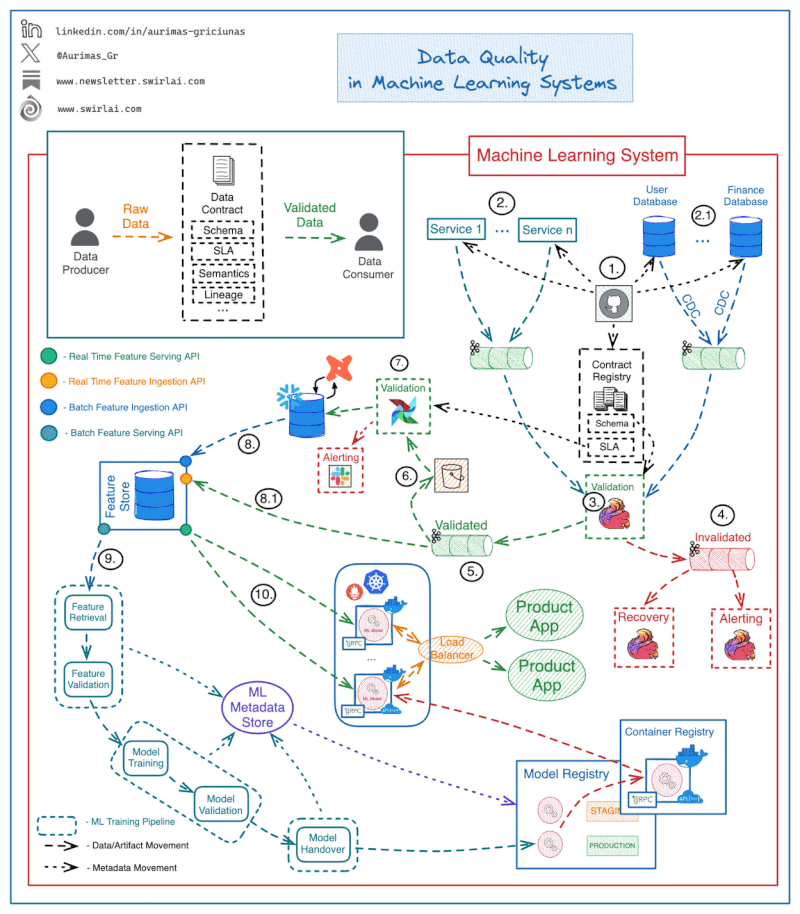 linkedin.com/in/aurimas-griciunas
@Aurimas_Gr
www.newsletter.swirlai.com
www.swirlai.com
Data Quality
in Machine Learning Systems
Machine Learning System
Data
Producer
Raw
Data
Data
Contract
Schema
SLA
Semantics
Lineage
...
Validated
Data
Data
Consumer
2.
Service 1
...
Service n
User
Database
2.1
...
Finance
Database
1.
CDC
CDC
- Real Time Feature Serving API
- Real Time Feature Ingestion API
- Batch Feature Ingestion API
- Batch Feature Serving API
Contract
Registry
Schema
SLA
7.
Validation
Alerting
8.
6.
8.1
Feature
Store
Validation
3.
4.
Invalidated
Validated
5.
Recovery
Alerting
9.
10.
Feature
Retrieval
Feature
Validation
ML Model
gRPC
...
ML Model
gRPC
API{...}
Load
Balancer
Product
App
Product
App
ML
Metadata
Store
Model
Training
Model
Validation
Model
Handover
Container Registry
gRPC
API{...}
Model Registry
STAGIN
PRODUCTION
- ML Training Pipeline
- Data/Artifact Movement
- Metadata Movement